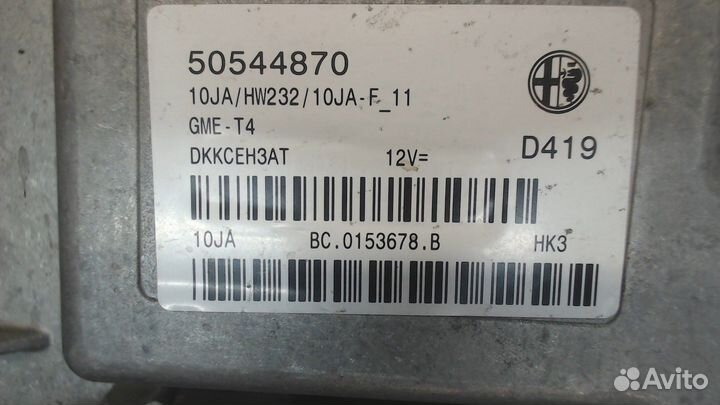 50544870
10JA/HW232/10JA-F_11
GME-T4
DKKCEH3AT 12V= D419
10JA BC.0153678.B HK3
Avito